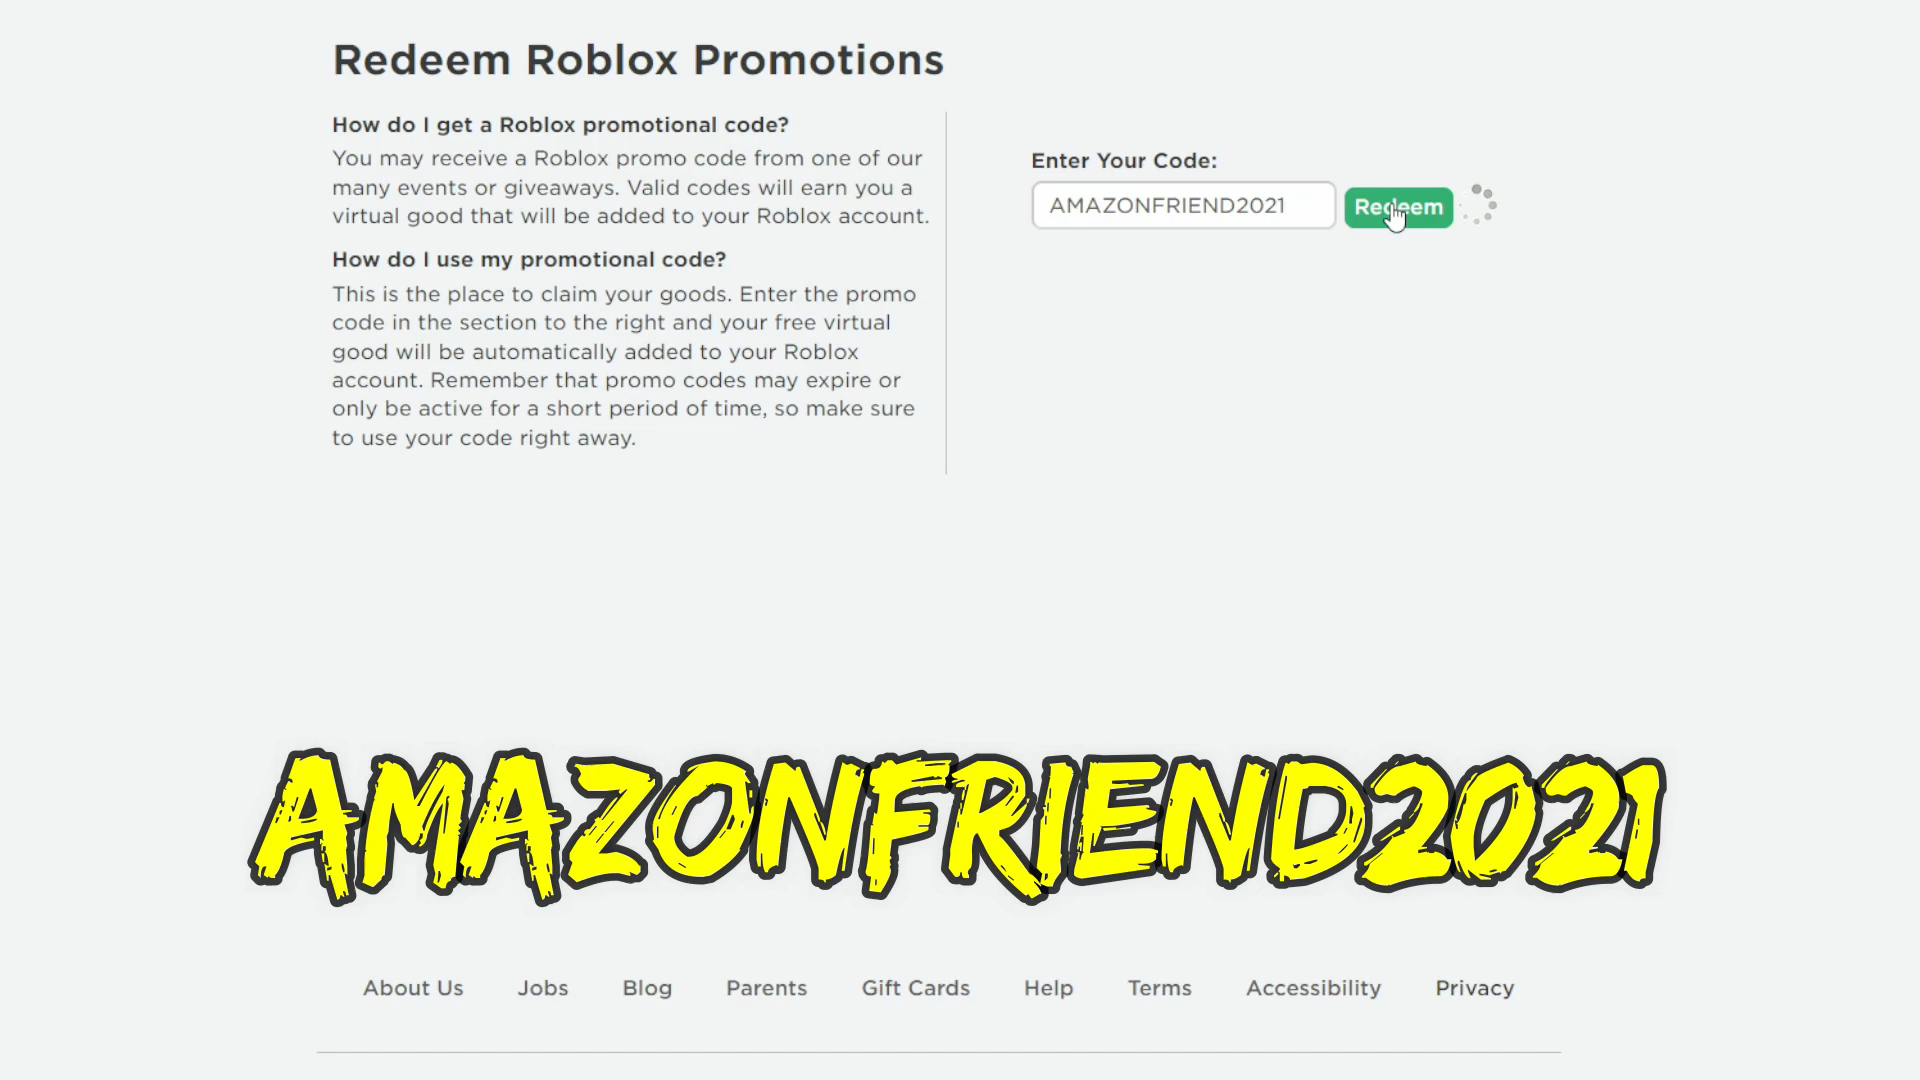 Redeem Roblox Promotions
How do I get a Roblox promotional code?
You may receive a Roblox promo code from one of our
many events or giveaways. Valid codes will earn you a
virtual good that will be added to your Roblox account.
How do I use my promotional code?
This is the place to claim your goods. Enter the promo
code in the section to the right and your free virtual
good will be automatically added to your Roblox
account. Remember that promo codes may expire or
only be active for a short period of time, so make sure
to use your code right away.
Enter Your Code:
AMAZONFRIEND2021 Redeem
AMAZONFRIEND2021
About Us Jobs Blog Parents Gift Cards Help Terms Accessibility Privacy